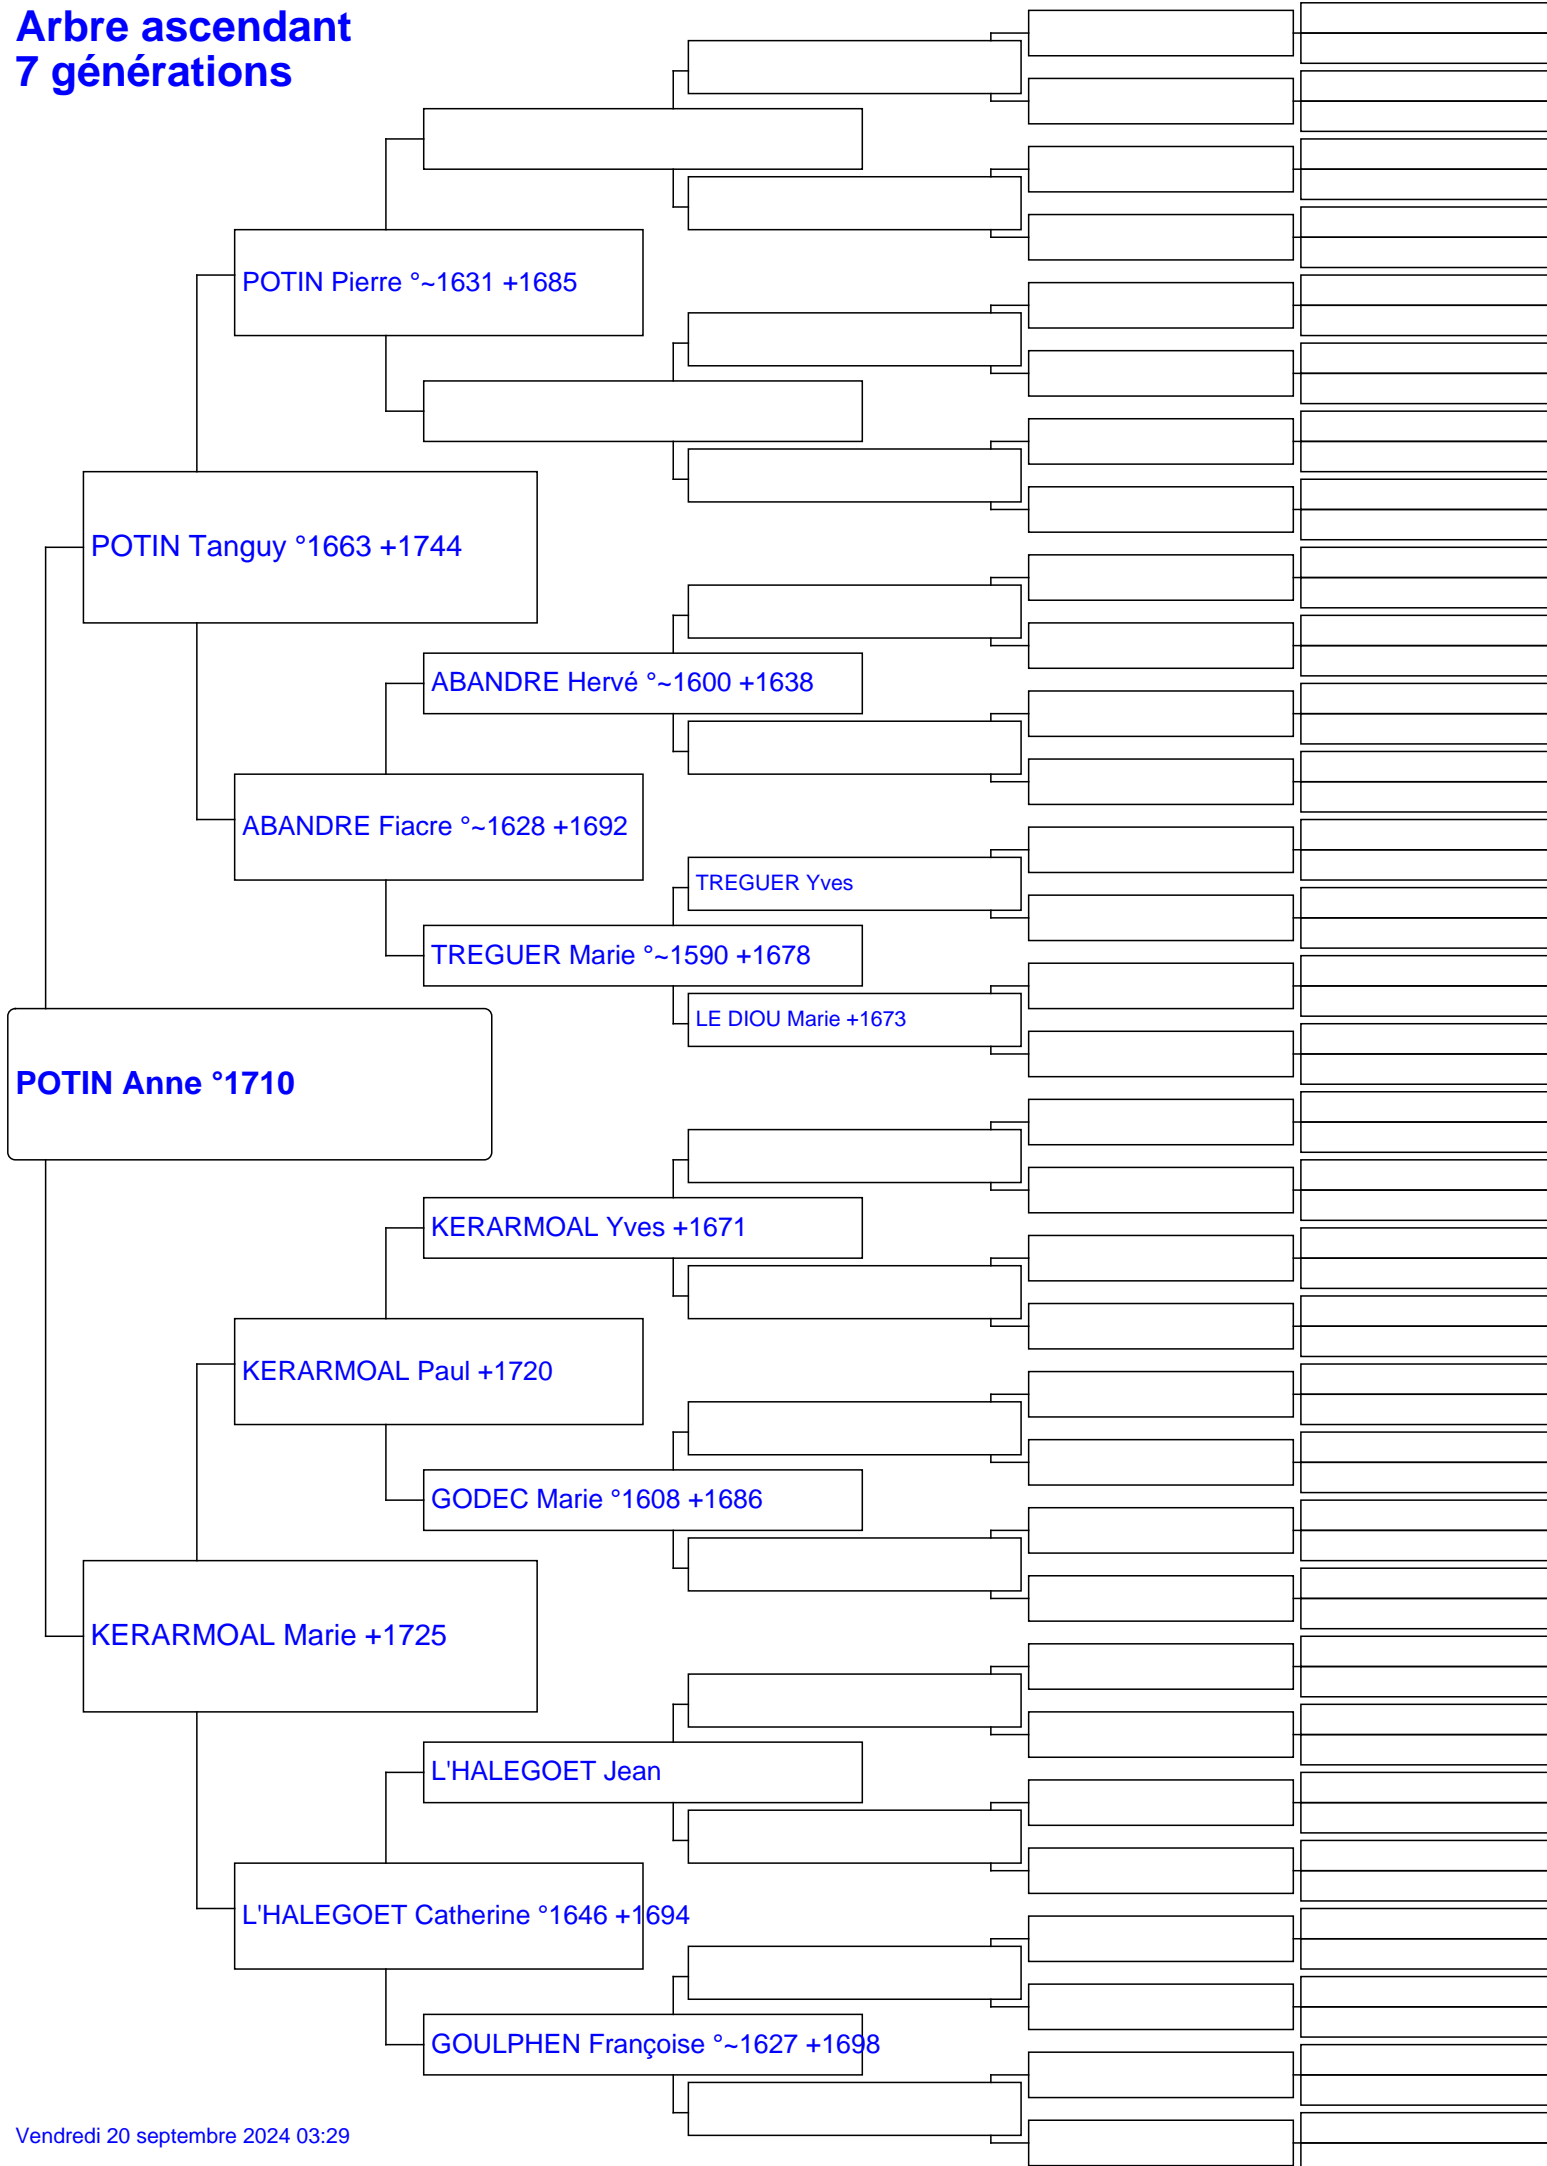 Arbre ascendant
7 générations
POTIN Pierre °~1631 +1685
POTIN Tanguy °1663 +1744
ABANDRE Hervé °~1600 +1638
ABANDRE Fiacre °~1628 +1692
TREGUER Yves
TREGUER Marie °~1590 +1678
LE DIOU Marie +1673
POTIN Anne °1710
KERARMOAL Yves +1671
KERARMOAL Paul +1720
GODEC Marie °1608 +1686
KERARMOAL Marie +1725
L'HALEGOET Jean
L'HALEGOET Catherine °1646 +1694
GOULPHEN Françoise °~1627 +1698
Vendredi 20 septembre 2024 03:29